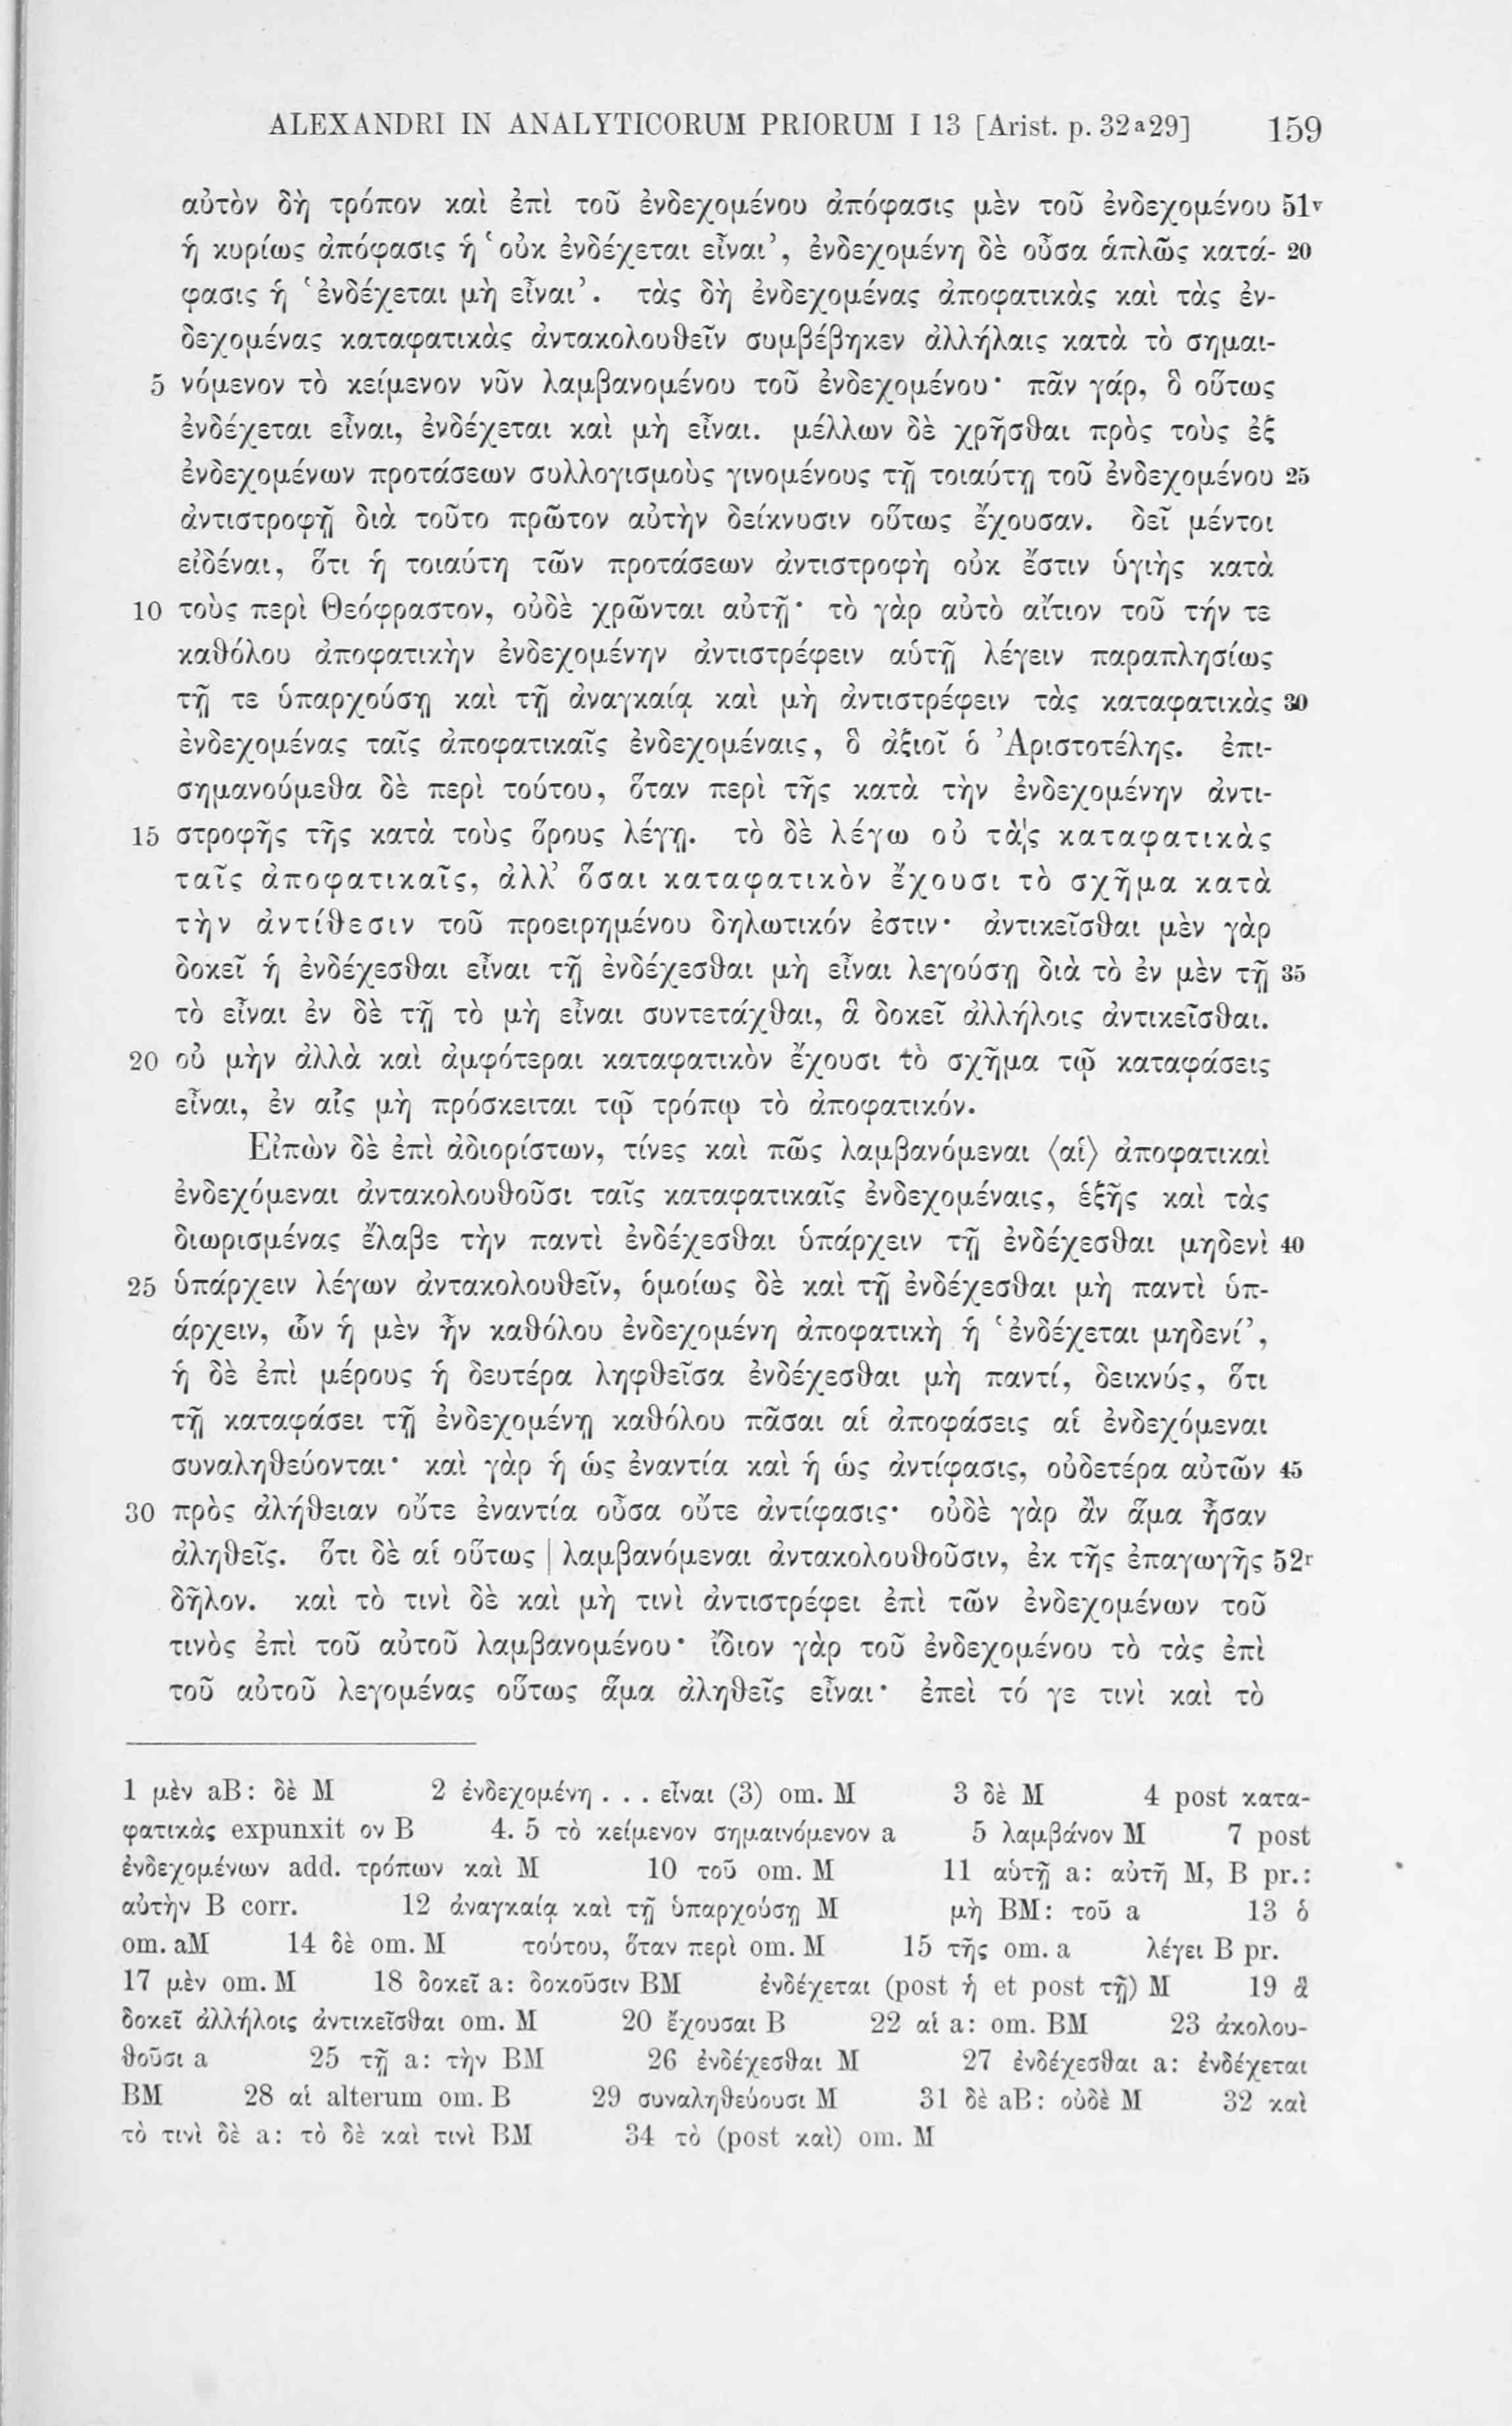 ALEXANDRI IN ANALYTICORUM PRIORUM I 13 [Arist. p. 32a29] 159
αὐτὸν δὴ τρόπον καὶ ἐπὶ τοῦ ἐνδεχομένου ἀπόφασις μὲν τοῦ ἐνδεχομένου 51v
ἡ κυρίως ἀπόφασις ἡ ‘οὐκ ἐνδέχεται εἶναι’, ἐνδεχομένη δὲ οὖσα ἁπλῶς κατά- 20
φασις ἡ ‘ἐνδέχεται μὴ εἶναι’. τὰς δὴ ἐνδεχομένας ἀποφατικὰς καὶ τὰς ἐν-
δεχομένας καταφατικὰς ἀντακολουθεῖν συμβέβηκεν ἀλλήλαις κατὰ τὸ σημαι-
5 νόμενον τὸ κείμενον νῦν λαμβανομένου τοῦ ἐνδεχομένου· πᾶν γάρ, ὃ οὕτως
ἐνδέχεται εἶναι, ἐνδέχεται καὶ μὴ εἶναι. μέλλων δὲ χρῆσθαι πρὸς τοὺς ἐξ
ἐνδεχομένων προτάσεων συλλογισμοὺς γινομένους τῇ τοιαύτῃ τοῦ ἐνδεχομένου 25
ἀντιστροφῇ διὰ τοῦτο πρῶτον αὐτὴν δείκνυσιν οὕτως ἔχουσαν. δεῖ μέντοι
εἰδέναι, ὅτι ἡ τοιαύτη τῶν προτάσεων ἀντιστροφὴ οὐκ ἔστιν ὑγιὴς κατὰ
10 τοὺς περὶ Θεόφραστον, οὐδὲ χρῶνται αὐτῇ· τὸ γὰρ αὐτὸ αἴτιον τοῦ τήν τε
καθόλου ἀποφατικὴν ἐνδεχομένην ἀντιστρέφειν αὑτῇ λέγειν παραπλησίως
τῇ τε ὑπαρχούσῃ καὶ τῇ ἀναγκαίᾳ καὶ μὴ ἀντιστρέφειν τὰς καταφατικὰς 30
ἐνδεχομένας ταῖς ἀποφατικαῖς ἐνδεχομέναις, ὃ ἀξιοῖ ὁ Ἀριστοτέλης. ἐπι-
σημανούμεθα δὲ περὶ τούτου, ὅταν περὶ τῆς κατὰ τὴν ἐνδεχομένην ἀντι-
15 στροφῆς τῆς κατὰ τοὺς ὅρους λέγῃ. τὸ δὲ λέγω οὐ τὰς καταφατικὰς
ταῖς ἀποφατικαῖς, ἀλλ’ ὅσαι καταφατικὸν ἔχουσι τὸ σχῆμα κατὰ
τὴν ἀντίθεσιν τοῦ προειρημένου δηλωτικόν ἐστιν· ἀντικεῖσθαι μὲν γὰρ
δοκεῖ ἡ ἐνδέχεσθαι εἶναι τῇ ἐνδέχεσθαι μὴ εἶναι λεγούσῃ διὰ τὸ ἐν μὲν τῇ 35
τὸ εἶναι ἐν δὲ τῇ τὸ μὴ εἶναι συντετάχθαι, ἃ δοκεῖ ἀλλήλοις ἀντικεῖσθαι.
20 οὐ μὴν ἀλλὰ καὶ ἀμφότεραι καταφατικὸν ἔχουσι τὸ σχῆμα τῷ καταφάσεις
εἶναι, ἐν αἷς μὴ πρόσκειται τῷ τρόπῳ τὸ ἀποφατικόν.
Εἰπὼν δὲ ἐπὶ ἀδιορίστων, τίνες καὶ πῶς λαμβανόμεναι ⟨αἱ⟩ ἀποφατικαὶ
ἐνδεχόμεναι ἀντακολουθοῦσι ταῖς καταφατικαῖς ἐνδεχομέναις, ἑξῆς καὶ τὰς
διωρισμένας ἔλαβε τὴν παντὶ ἐνδέχεσθαι ὑπάρχειν τῇ ἐνδέχεσθαι μηδενὶ 40
25 ὑπάρχειν λέγων ἀντακολουθεῖν, ὁμοίως δὲ καὶ τῇ ἐνδέχεσθαι μὴ παντὶ ὑπ-
άρχειν, ὧν ἡ μὲν ἦν καθόλου ἐνδεχομένη ἀποφατικὴ ἡ ‘ἐνδέχεται μηδενί’,
ἡ δὲ ἐπὶ μέρους ἡ δευτέρα ληφθεῖσα ἐνδέχεσθαι μὴ παντί, δεικνύς, ὅτι
τῇ καταφάσει τῇ ἐνδεχομένῃ καθόλου πᾶσαι αἱ ἀποφάσεις αἱ ἐνδεχόμεναι
συναληθεύονται· καὶ γὰρ ἡ ὡς ἐναντία καὶ ἡ ὡς ἀντίφασις, οὐδετέρα αὐτῶν 45
30 πρὸς ἀλήθειαν οὔτε ἐναντία οὖσα οὔτε ἀντίφασις· οὐδὲ γὰρ ἂν ἅμα ἦσαν
ἀληθεῖς. ὅτι δὲ αἱ οὕτως | λαμβανόμεναι ἀντακολουθοῦσιν, ἐκ τῆς ἐπαγωγῆς 52r
δῆλον. καὶ τὸ τινὶ δὲ καὶ μὴ τινὶ ἀντιστρέφει ἐπὶ τῶν ἐνδεχομένων τοῦ
τινὸς ἐπὶ τοῦ αὐτοῦ λαμβανομένου· ἴδιον γὰρ τοῦ ἐνδεχομένου τὸ τὰς ἐπὶ
τοῦ αὐτοῦ λεγομένας οὕτως ἅμα ἀληθεῖς εἶναι· ἐπεὶ τό γε τινὶ καὶ τὸ
1 μὲν aB: δὲ M 2 ἐνδεχομένη . . . εἶναι (3) om. M 3 δὲ M 4 post κατα-
φατικὰς expunxit ον B 4. 5 τὸ κείμενον σημαινόμενον a 5 λαμβάνον M 7 post
ἐνδεχομένων add. τρόπων καὶ M 10 τοῦ om. M 11 αὑτῇ a: αὐτῇ M, B pr.:
αὐτὴν B corr. 12 ἀναγκαίᾳ καὶ τῇ ὑπαρχούσῃ M μὴ BM: τοῦ a 13 ὁ
om. aM 14 δὲ om. M τούτου, ὅταν περὶ om. M 15 τῆς om. a λέγει B pr.
17 μὲν om. M 18 δοκεῖ a: δοκοῦσιν BM ἐνδέχεται (post ἡ et post τῇ) M 19 ἃ
δοκεῖ ἀλλήλοις ἀντικεῖσθαι om. M 20 ἔχουσαι B 22 αἱ a: om. BM 23 ἀκολου-
θοῦσι a 25 τῇ a: τὴν BM 26 ἐνδέχεσθαι M 27 ἐνδέχεσθαι a: ἐνδέχεται
BM 28 αἱ alterum om. B 29 συναληθεύουσι M 31 δὲ aB: οὐδὲ M 32 καὶ
τὸ τινὶ δὲ a: τὸ δὲ καὶ τινὶ BM 34 τὸ (post καὶ) om. M